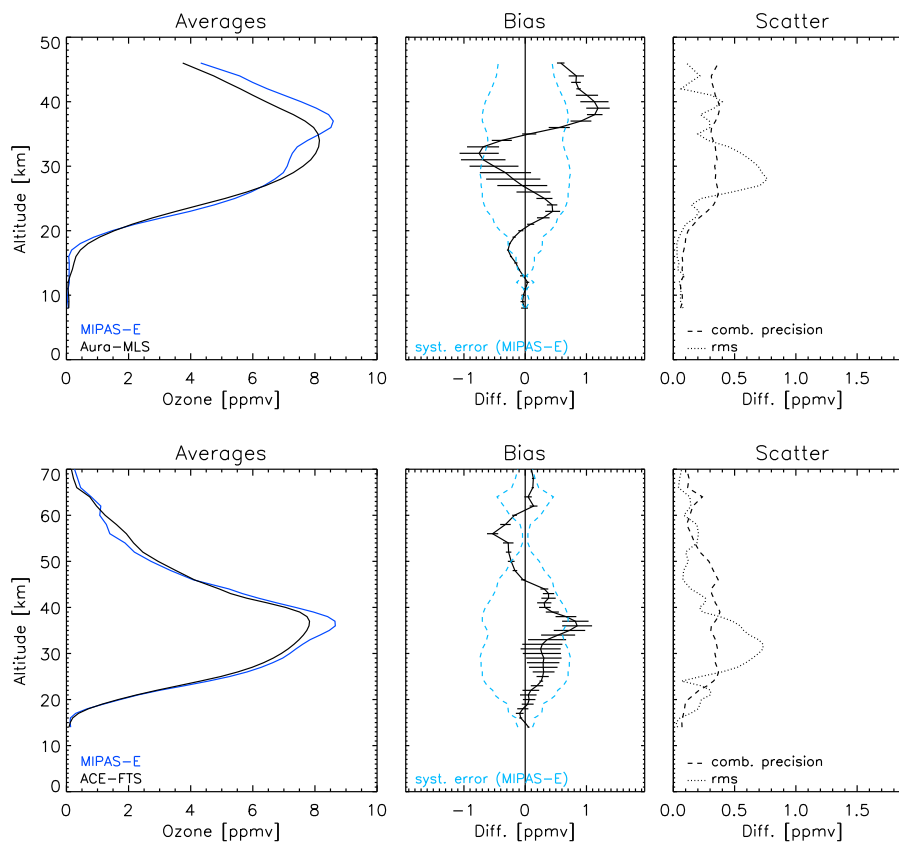 Averages
Bias
Scatter
50
40
30
20
10
0
Altitude [km]
MIPAS-E
Aura-MLS
syst. error (MIPAS-E)
comb. precision
rms
0 2 4 6 8 10
-1 0 1
0.0 0.5 1.0 1.5
Ozone [ppmv]
Diff. [ppmv]
Diff. [ppmv]
Averages
Bias
Scatter
70
60
50
40
30
20
10
0
Altitude [km]
MIPAS-E
ACE-FTS
syst. error (MIPAS-E)
comb. precision
rms
0 2 4 6 8 10
-1 0 1
0.0 0.5 1.0 1.5
Ozone [ppmv]
Diff. [ppmv]
Diff. [ppmv]